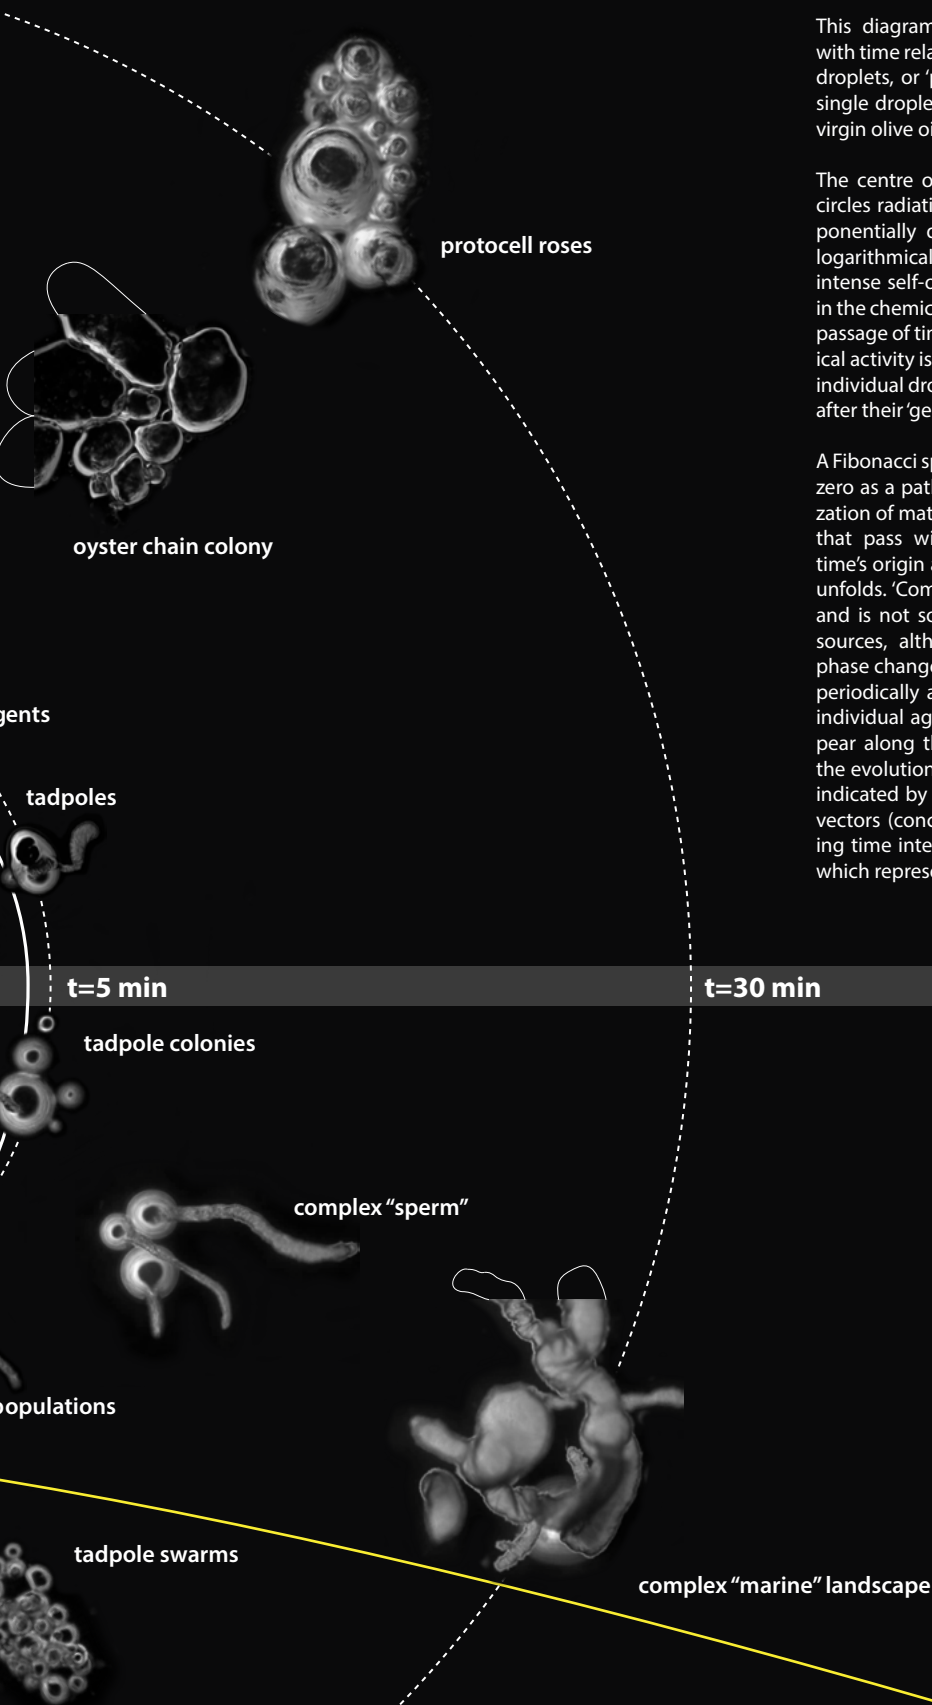 protocell roses
oyster chain colony
gents
tadpoles
t=5 min
t=30 min
tadpole colonies
complex “sperm”
populations
tadpole swarms
complex “marine” landscape
This diagram
with time rela
droplets, or ‘p
single drople
virgin olive oi
The centre o
circles radiati
ponentially d
logarithmical
intense self-o
in the chemic
passage of tim
ical activity is
individual dro
after their ‘ge
A Fibonacci sp
zero as a path
zation of mat
that pass wi
time’s origin a
unfolds. ‘Com
and is not so
sources, alth
phase change
periodically a
individual ag
pear along th
the evolution
indicated by
vectors (conc
ing time inte
which represe